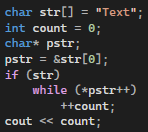 char str[] = "Text";
int count = 0;
char* pstr;
pstr = &str[0];
if (str)
    while (*pstr++)
        ++count;
cout << count;